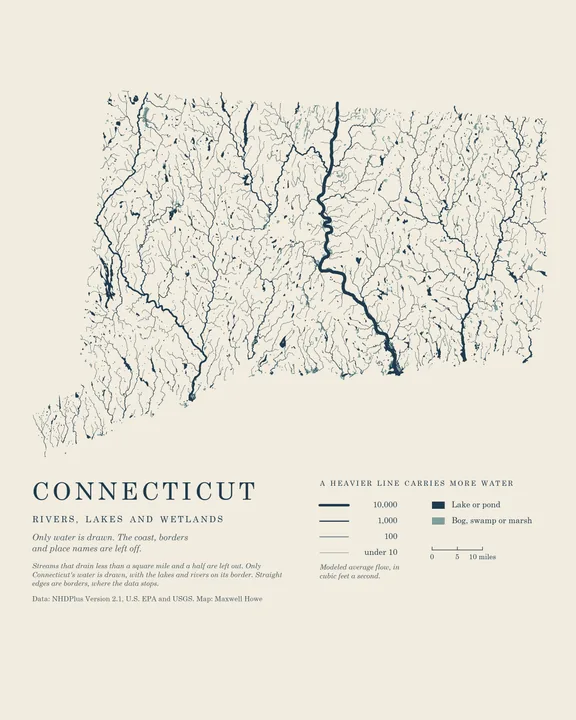 CONNECTICUT
RIVERS, LAKES AND WETLANDS
Only water is drawn. The coast, borders
and place names are left off.
Streams that drain less than a square mile and a half are left out. Only
Connecticut's water is drawn, with the lakes and rivers on its border. Straight
edges are borders, where the data stops.
Data: NHDPlus Version 2.1, U.S. EPA and USGS. Map: Maxwell Howe
A HEAVIER LINE CARRIES MORE WATER
10,000
1,000
100
under 10
Modeled average flow, in
cubic feet a second.
Lake or pond
Bog, swamp or marsh
0 5 10 miles